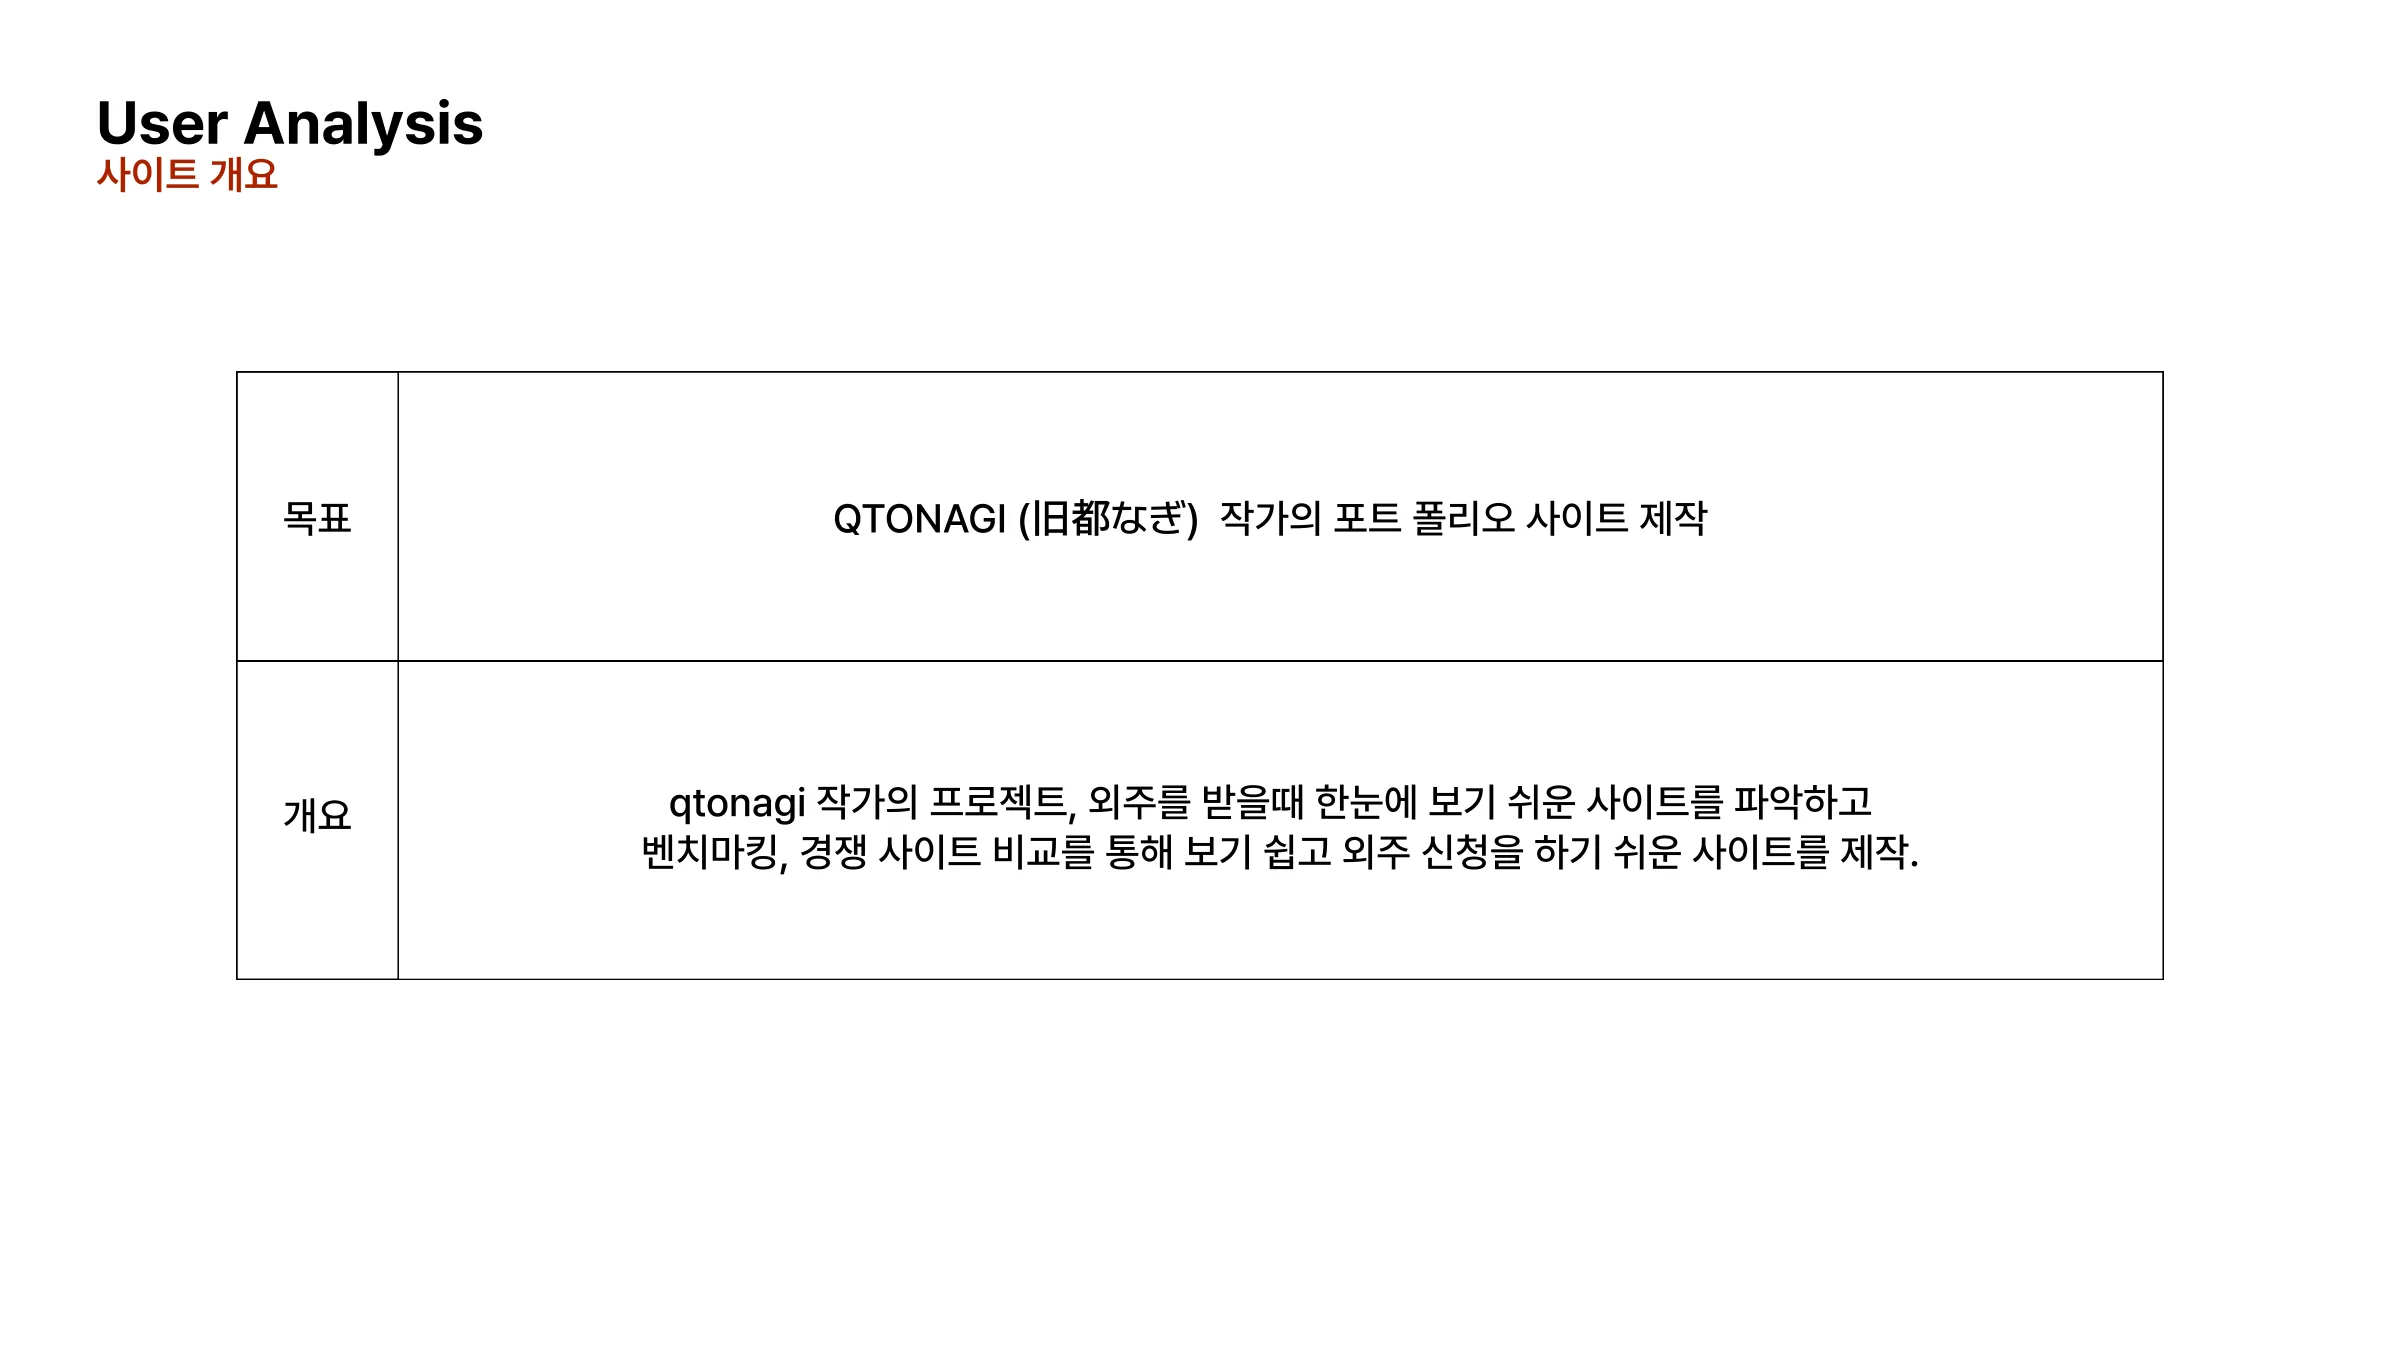 User Analysis
사이트 개요
목표
QTONAGI (旧都なぎ) 작가의 포트 폴리오 사이트 제작
개요
qtonagi 작가의 프로젝트, 외주를 받을때 한눈에 보기 쉬운 사이트를 파악하고
벤치마킹, 경쟁 사이트 비교를 통해 보기 쉽고 외주 신청을 하기 쉬운 사이트를 제작.